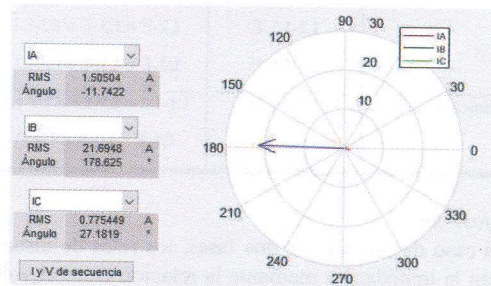 IA
RMS 1.50504 A
Ángulo -11.7422 °
IB
RMS 21.6948 A
Ángulo 178.625 °
IC
RMS 0.775449 A
Ángulo 27.1819 °
I y V de secuencia
90 30
120
20
150 30
10
180 0
210 330
240 300
270
IA
IB
IC